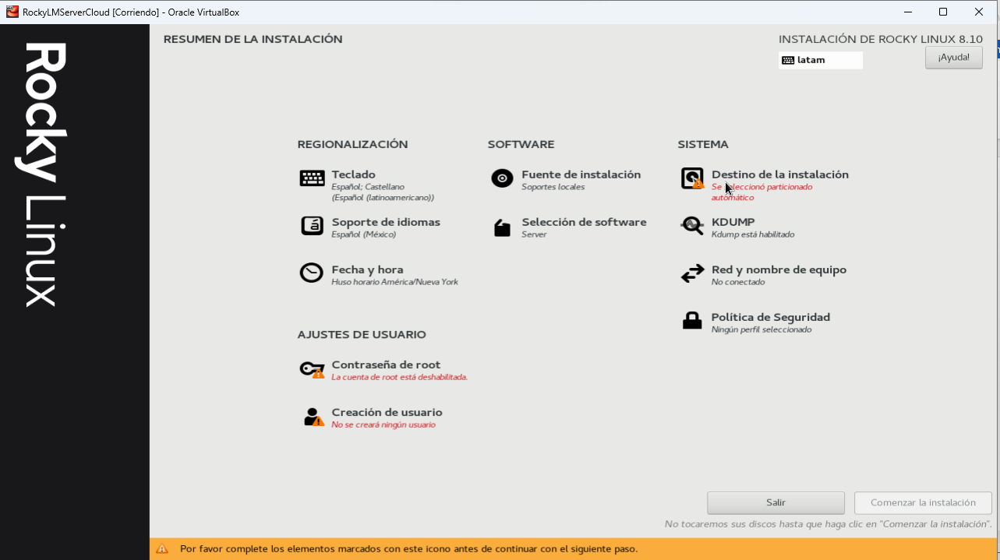 RockyLMServerCloud [Corriendo] - Oracle VirtualBox
Rocky Linux
RESUMEN DE LA INSTALACIÓN
INSTALACIÓN DE ROCKY LINUX 8.10
latam
¡Ayuda!
REGIONALIZACIÓN
Teclado
Español; Castellano
(Español (latinoamericano))
Soporte de idiomas
Español (México)
Fecha y hora
Huso horario América/Nueva York
SOFTWARE
Fuente de instalación
Soportes locales
Selección de software
Server
SISTEMA
Destino de la instalación
Se seleccionó particionado
automático
KDUMP
Kdump está habilitado
Red y nombre de equipo
No conectado
Política de Seguridad
Ningún perfil seleccionado
AJUSTES DE USUARIO
Contraseña de root
La cuenta de root está deshabilitada.
Creación de usuario
No se creará ningún usuario
Salir
Comenzar la instalación
No tocaremos sus discos hasta que haga clic en "Comenzar la instalación".
Por favor complete los elementos marcados con este icono antes de continuar con el siguiente paso.